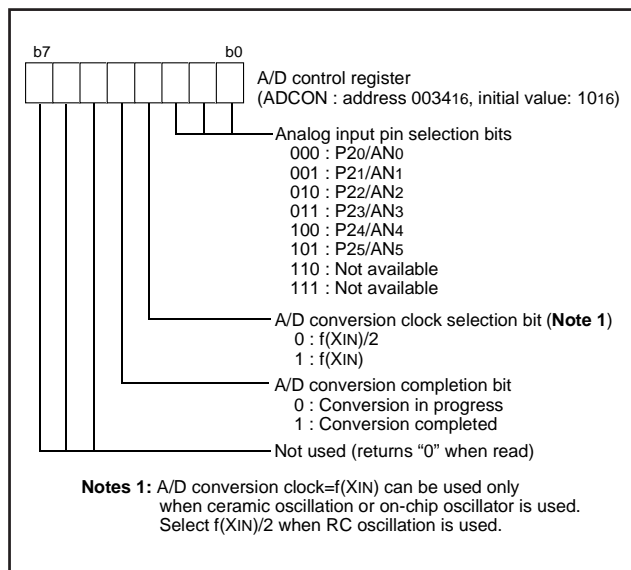 b7 b0
A/D control register
(ADCON : address 003416, initial value: 1016)
Analog input pin selection bits
000 : P20/AN0
001 : P21/AN1
010 : P22/AN2
011 : P23/AN3
100 : P24/AN4
101 : P25/AN5
110 : Not available
111 : Not available
A/D conversion clock selection bit (Note 1)
0 : f(XIN)/2
1 : f(XIN)
A/D conversion completion bit
0 : Conversion in progress
1 : Conversion completed
Not used (returns “0” when read)
Notes 1: A/D conversion clock=f(XIN) can be used only
when ceramic oscillation or on-chip oscillator is used.
Select f(XIN)/2 when RC oscillation is used.